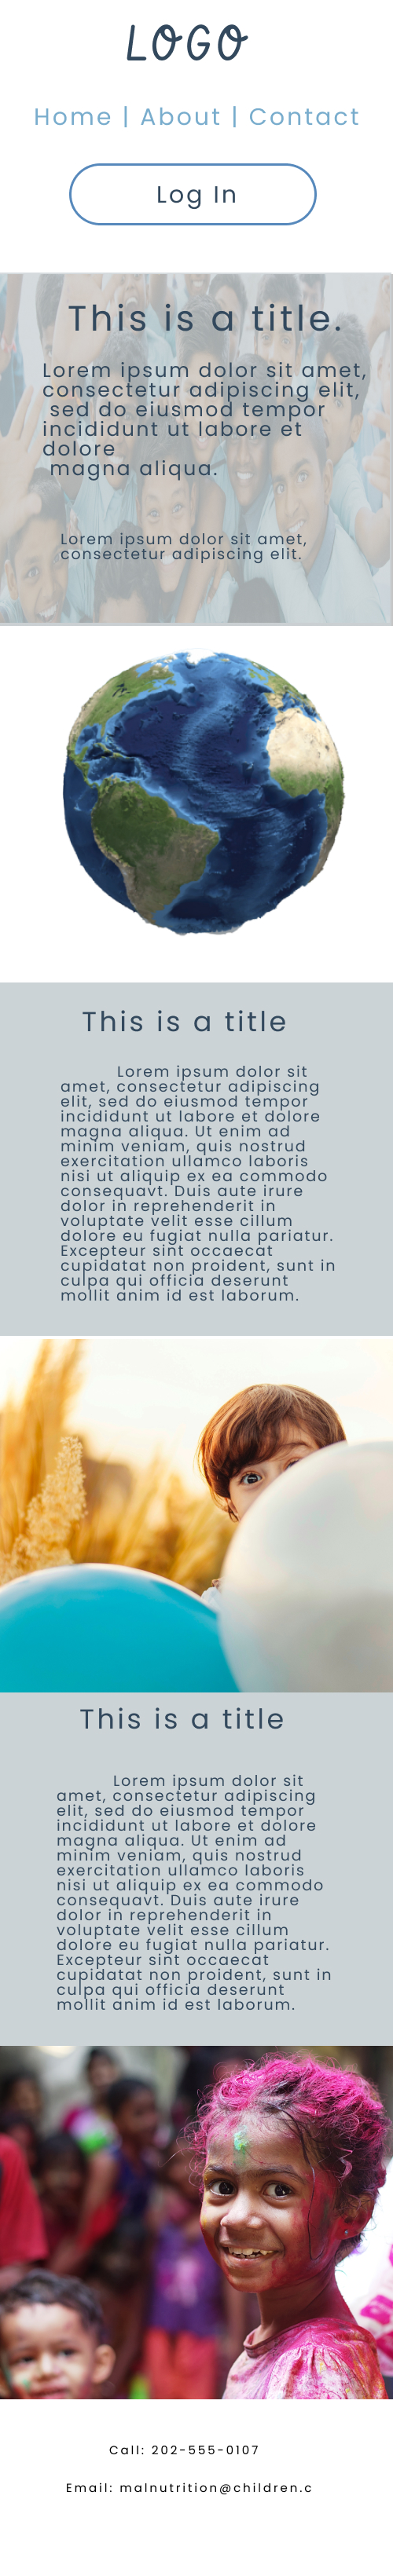 LOGO
Home | About | Contact
Log In
This is a title.
Lorem ipsum dolor sit amet,
consectetur adipiscing elit,
sed do eiusmod tempor
incididunt ut labore et
dolore
magna aliqua.
Lorem ipsum dolor sit amet,
consectetur adipiscing elit.
This is a title
Lorem ipsum dolor sit
amet, consectetur adipiscing
elit, sed do eiusmod tempor
incididunt ut labore et dolore
magna aliqua. Ut enim ad
minim veniam, quis nostrud
exercitation ullamco laboris
nisi ut aliquip ex ea commodo
consequavt. Duis aute irure
dolor in reprehenderit in
voluptate velit esse cillum
dolore eu fugiat nulla pariatur.
Excepteur sint occaecat
cupidatat non proident, sunt in
culpa qui officia deserunt
mollit anim id est laborum.
This is a title
Lorem ipsum dolor sit
amet, consectetur adipiscing
elit, sed do eiusmod tempor
incididunt ut labore et dolore
magna aliqua. Ut enim ad
minim veniam, quis nostrud
exercitation ullamco laboris
nisi ut aliquip ex ea commodo
consequavt. Duis aute irure
dolor in reprehenderit in
voluptate velit esse cillum
dolore eu fugiat nulla pariatur.
Excepteur sint occaecat
cupidatat non proident, sunt in
culpa qui officia deserunt
mollit anim id est laborum.
Call: 202-555-0107
Email: malnutrition@children.c